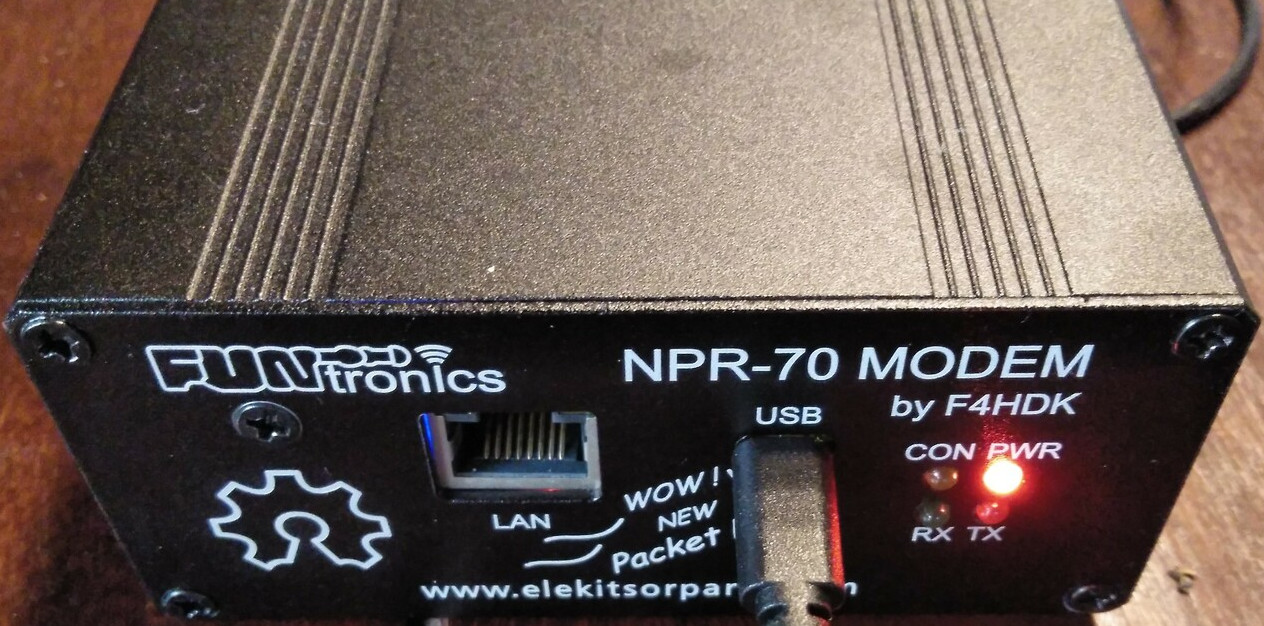 FUNtronics
NPR-70 MODEM
by F4HDK
USB
CON PWR
RX TX
LAN
WOW!
NEW
Packet